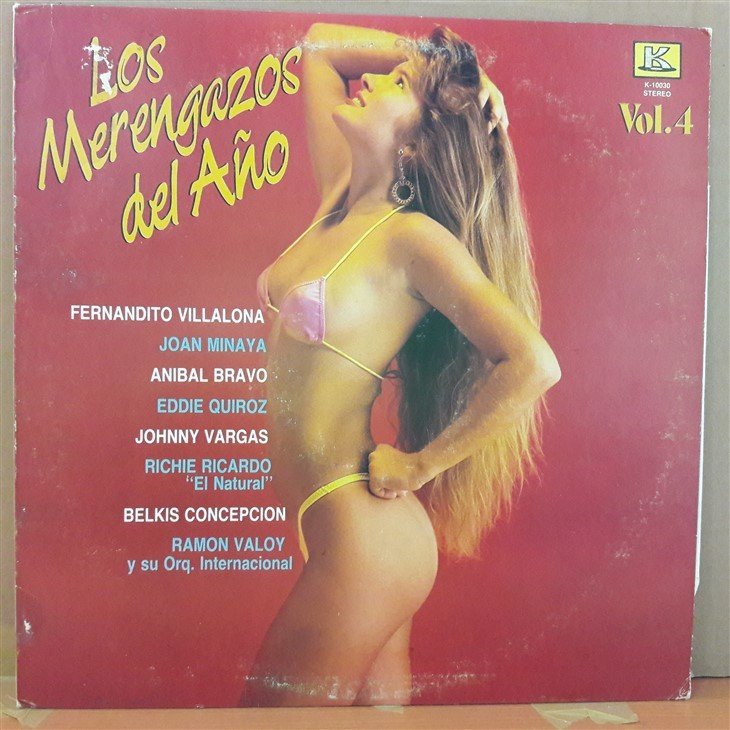 Los
Merengazos
del Año
K
K-10030
STEREO
Vol. 4
FERNANDITO VILLALONA
JOAN MINAYA
ANIBAL BRAVO
EDDIE QUIROZ
JOHNNY VARGAS
RICHIE RICARDO
"El Natural"
BELKIS CONCEPCION
RAMON VALOY
y su Orq. Internacional